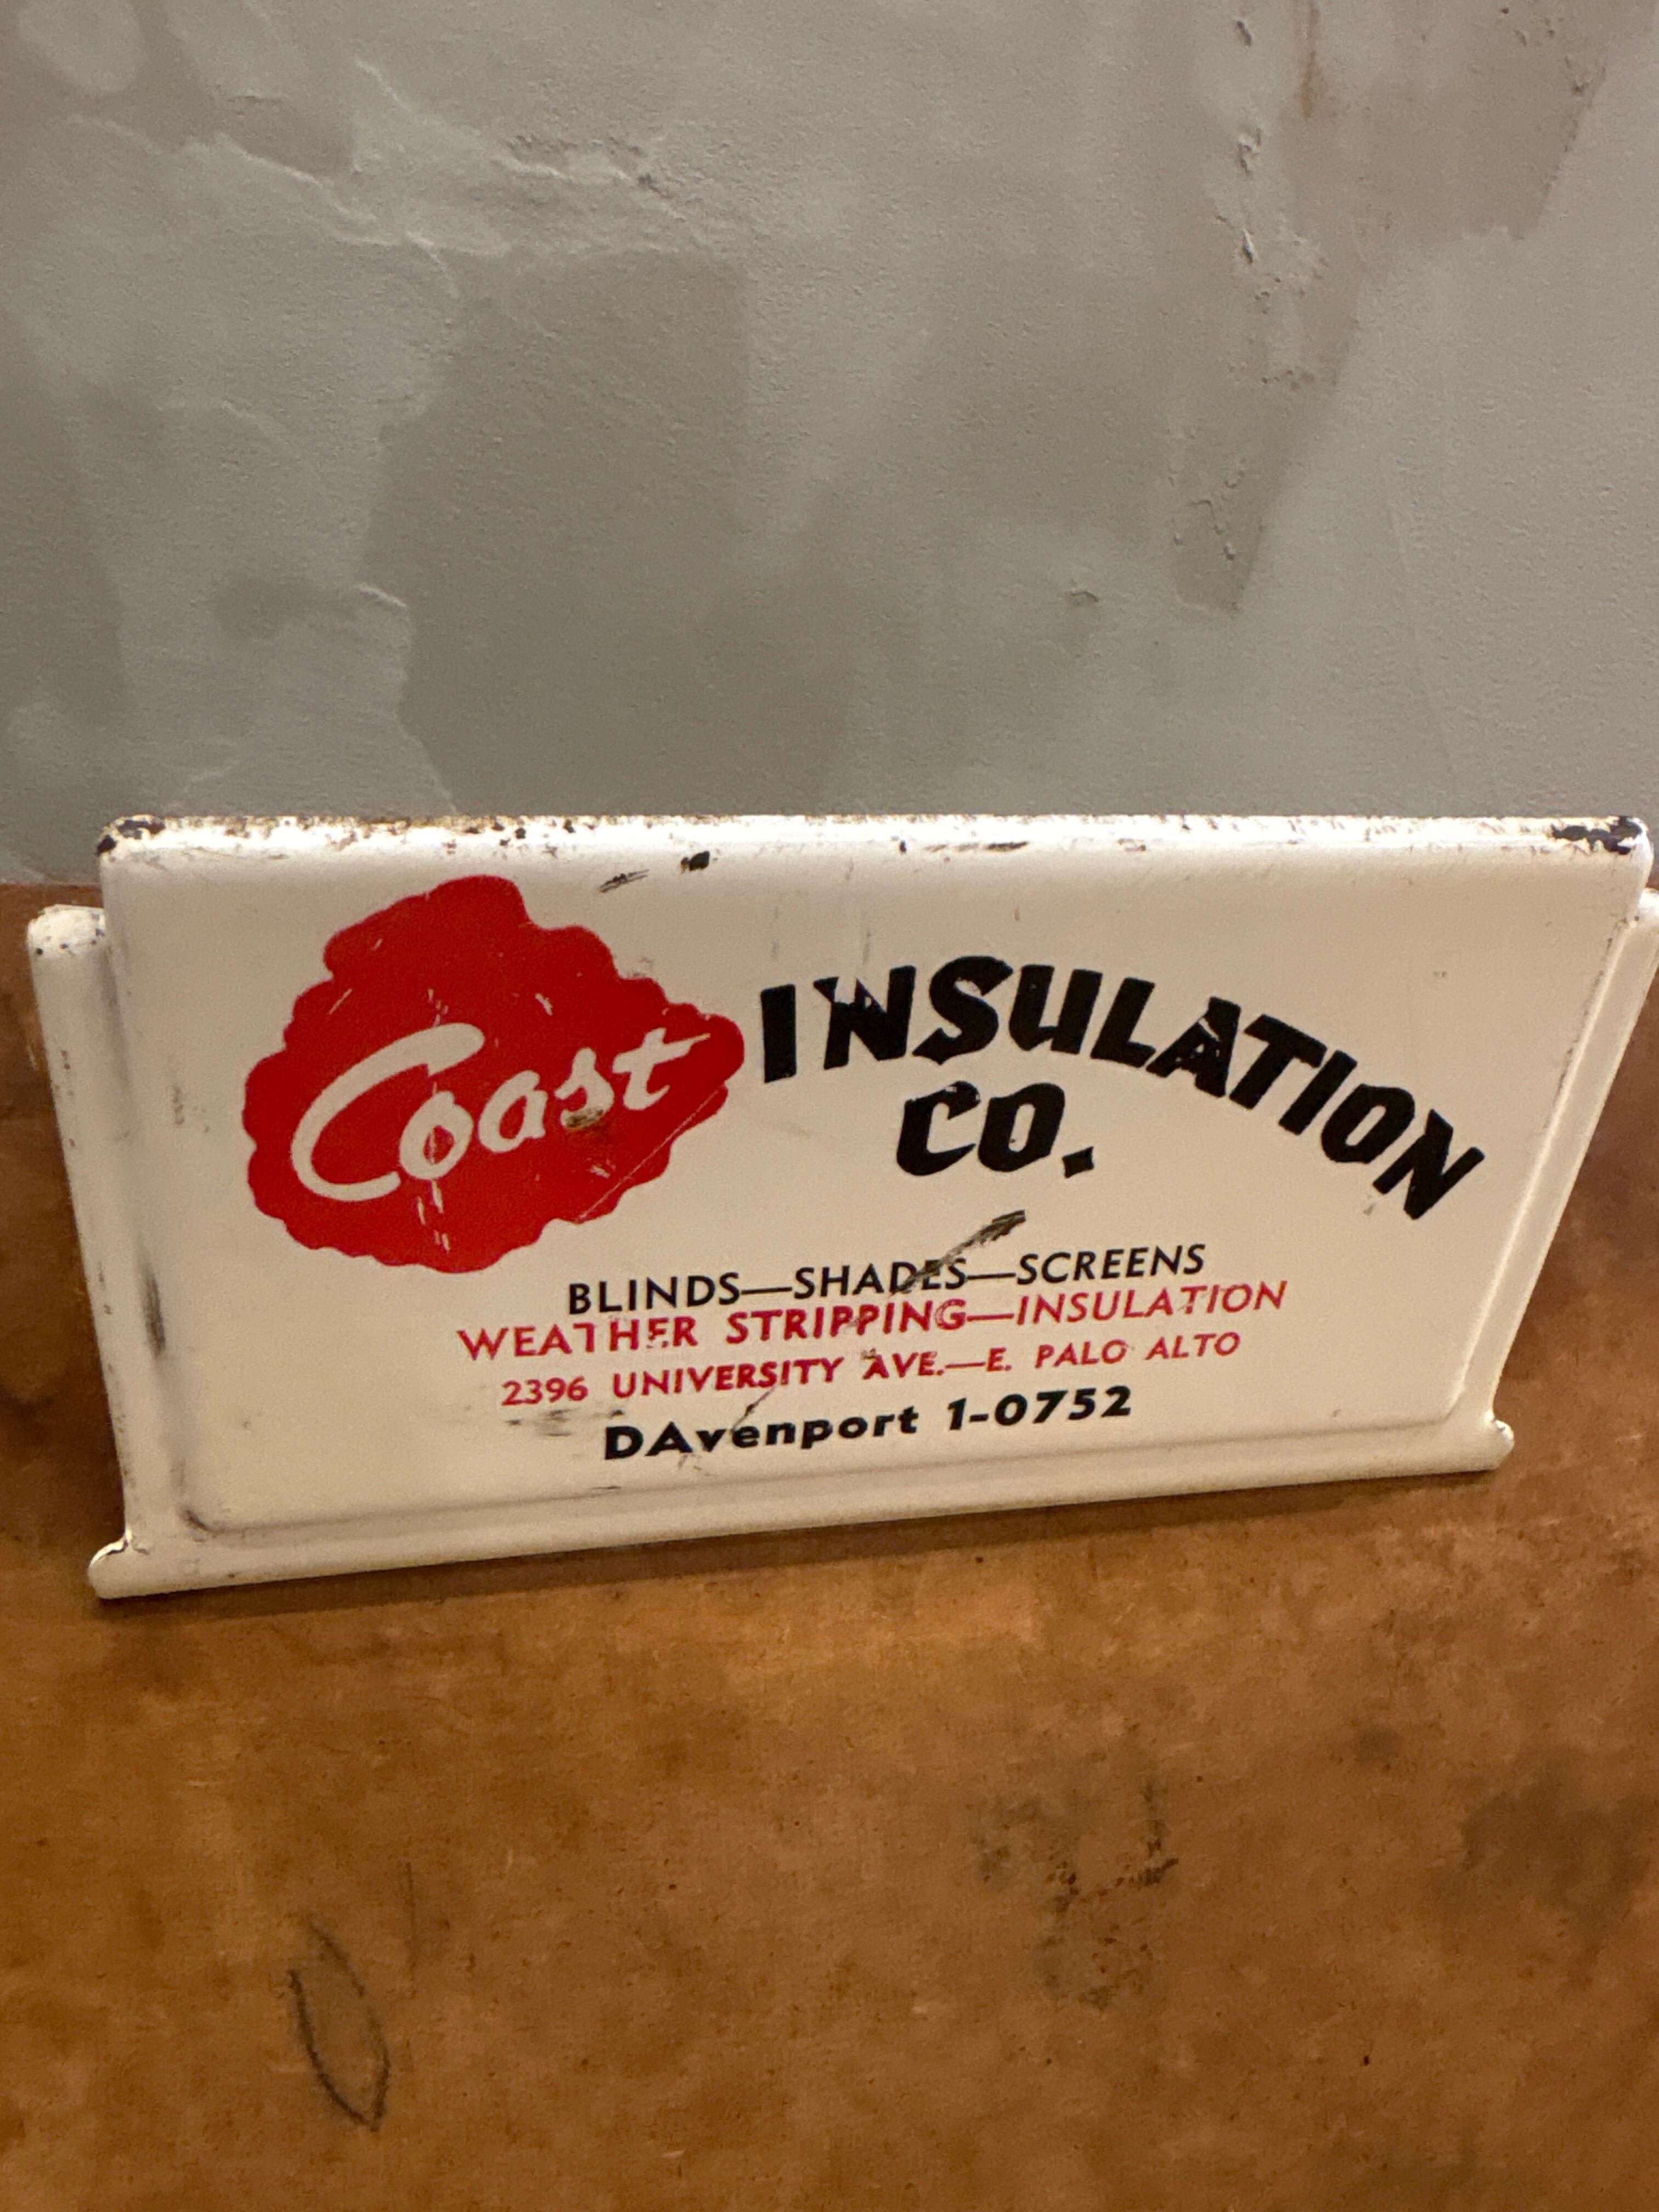 Coast INSULATION
CO.
BLINDS—SHADES—SCREENS
WEATHER STRIPPING—INSULATION
2396 UNIVERSITY AVE.—E. PALO ALTO
DAvenport 1-0752